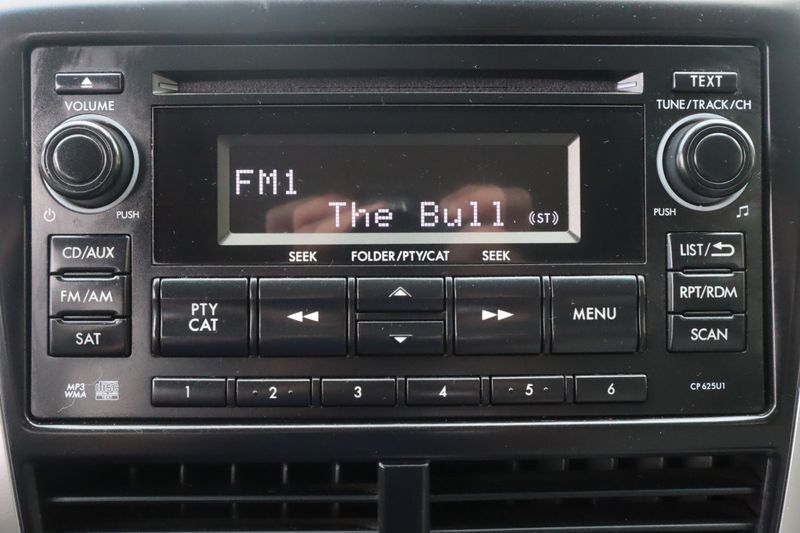 TEXT
VOLUME
TUNE/TRACK/CH
FM1
The Bull (ST)
PUSH
PUSH
SEEK FOLDER/PTY/CAT SEEK
CD/AUX
LIST/
FM/AM
RPT/RDM
SAT
PTY
CAT
MENU
SCAN
MP3
WMA
1 2 3 4 5 6
CP625U1